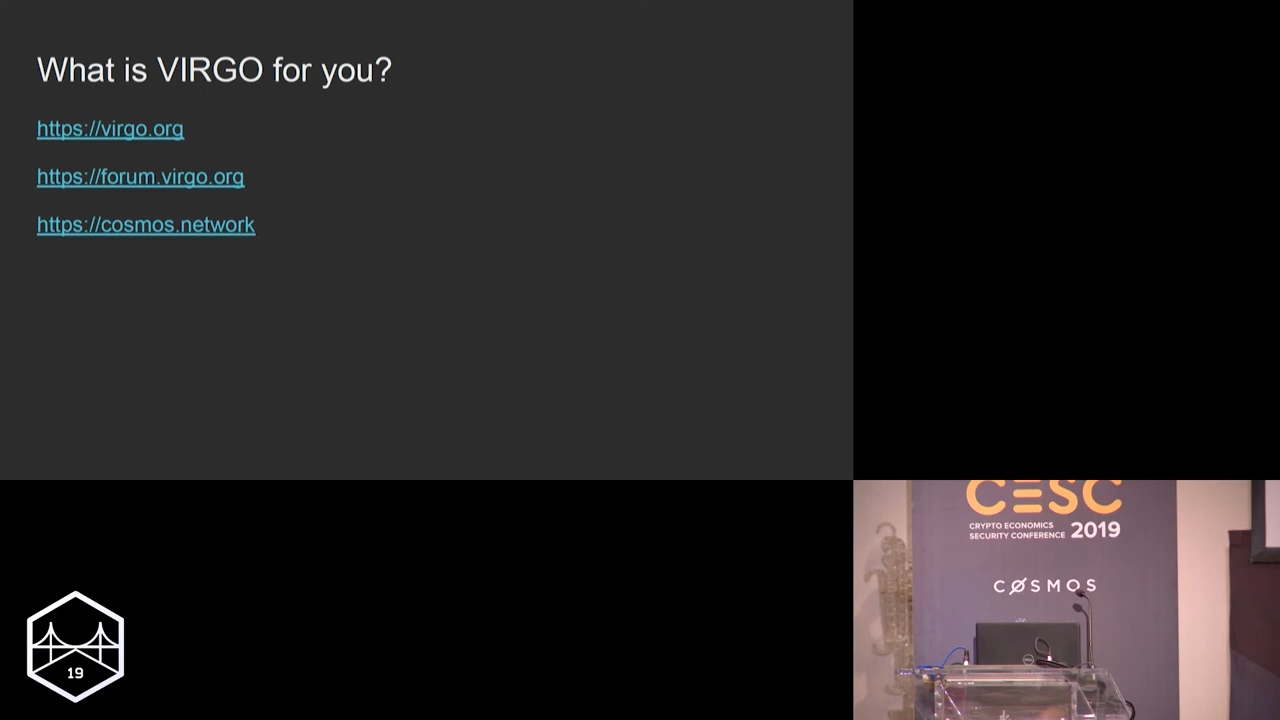 What is VIRGO for you?
https://virgo.org
https://forum.virgo.org
https://cosmos.network
CESC
CRYPTO ECONOMICS
SECURITY CONFERENCE 2019
COSMOS
DELL
19